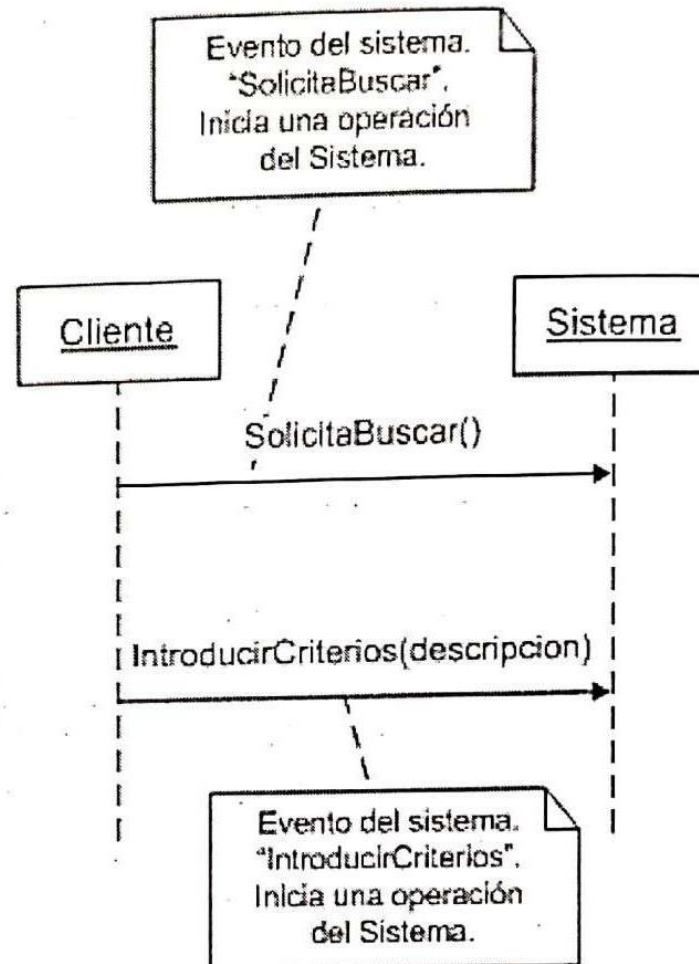 Evento del sistema.
"SolicitaBuscar".
Inicia una operación
del Sistema.
Cliente
Sistema
SolicitaBuscar()
IntroducirCriterios(descripcion)
Evento del sistema.
"IntroducirCriterios".
Inicia una operación
del Sistema.